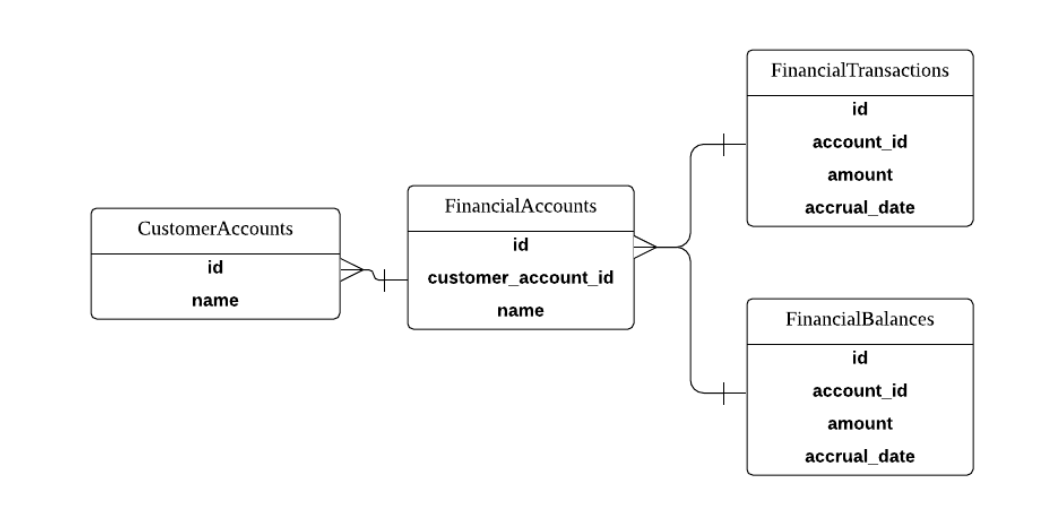 CustomerAccounts
id
name
FinancialAccounts
id
customer_account_id
name
FinancialTransactions
id
account_id
amount
accrual_date
FinancialBalances
id
account_id
amount
accrual_date